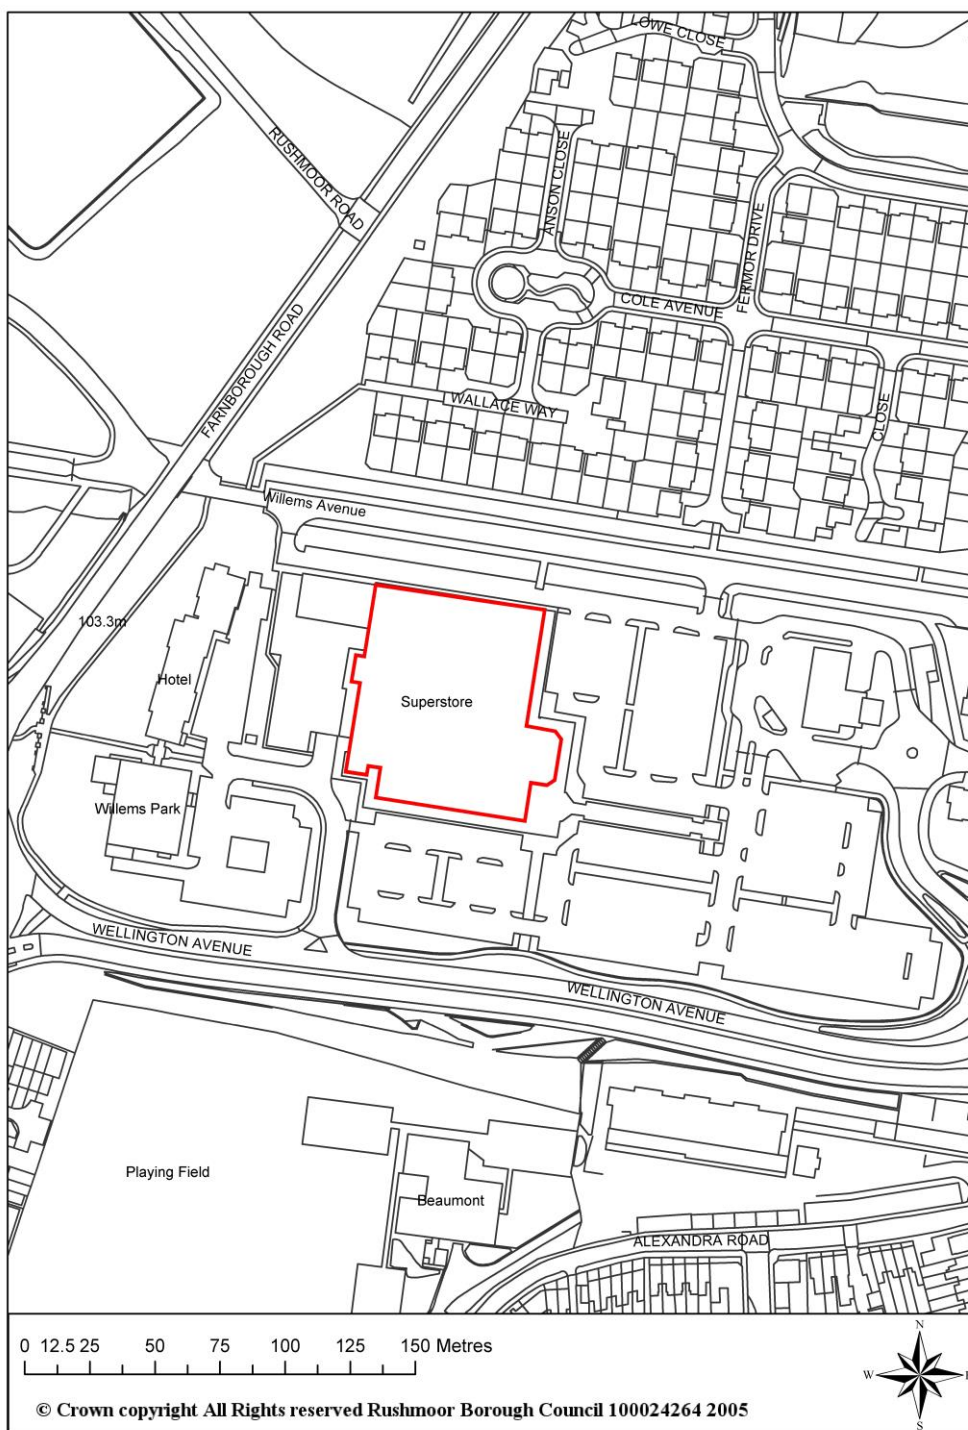 LOWE CLOSE
RUSHMOOR ROAD
ANSON CLOSE
FERMOR DRIVE
COLE AVENUE
FARNBOROUGH ROAD
WALLACE WAY
CLOSE
Willems Avenue
103.3m
Hotel
Superstore
Willems Park
WELLINGTON AVENUE
WELLINGTON AVENUE
Playing Field
Beaumont
ALEXANDRA ROAD
N
0 12.5 25 50 75 100 125 150 Metres
W
S
© Crown copyright All Rights reserved Rushmoor Borough Council 100024264 2005